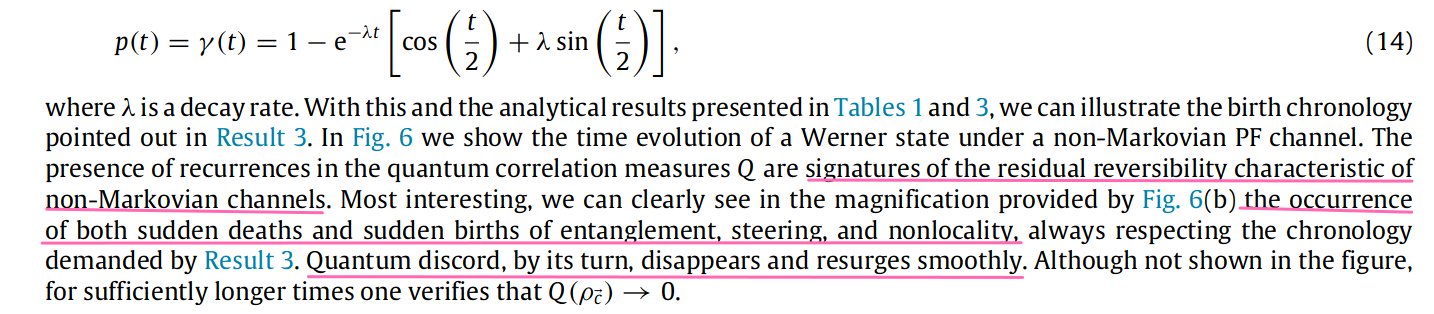 p(t) = γ(t) = 1 − e^{−λt} [cos (t/2) + λ sin (t/2)], (14)
where λ is a decay rate. With this and the analytical results presented in Tables 1 and 3, we can illustrate the birth chronology
pointed out in Result 3. In Fig. 6 we show the time evolution of a Werner state under a non-Markovian PF channel. The
presence of recurrences in the quantum correlation measures Q are signatures of the residual reversibility characteristic of
non-Markovian channels. Most interesting, we can clearly see in the magnification provided by Fig. 6(b) the occurrence
of both sudden deaths and sudden births of entanglement, steering, and nonlocality, always respecting the chronology
demanded by Result 3. Quantum discord, by its turn, disappears and resurges smoothly. Although not shown in the figure,
for sufficiently longer times one verifies that Q(ρ_{c⃗}) → 0.